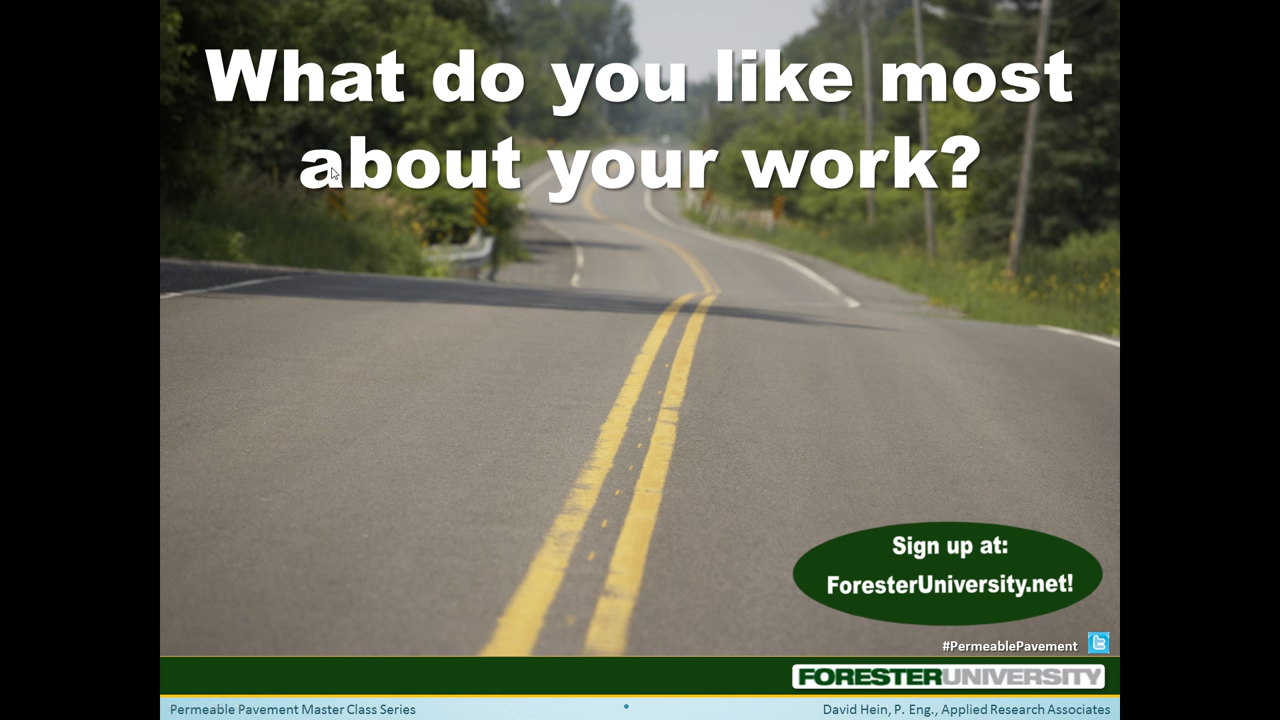 What do you like most
about your work?
Sign up at:
ForesterUniversity.net!
#PermeablePavement
FORESTERUNIVERSITY
Permeable Pavement Master Class Series
David Hein, P. Eng., Applied Research Associates